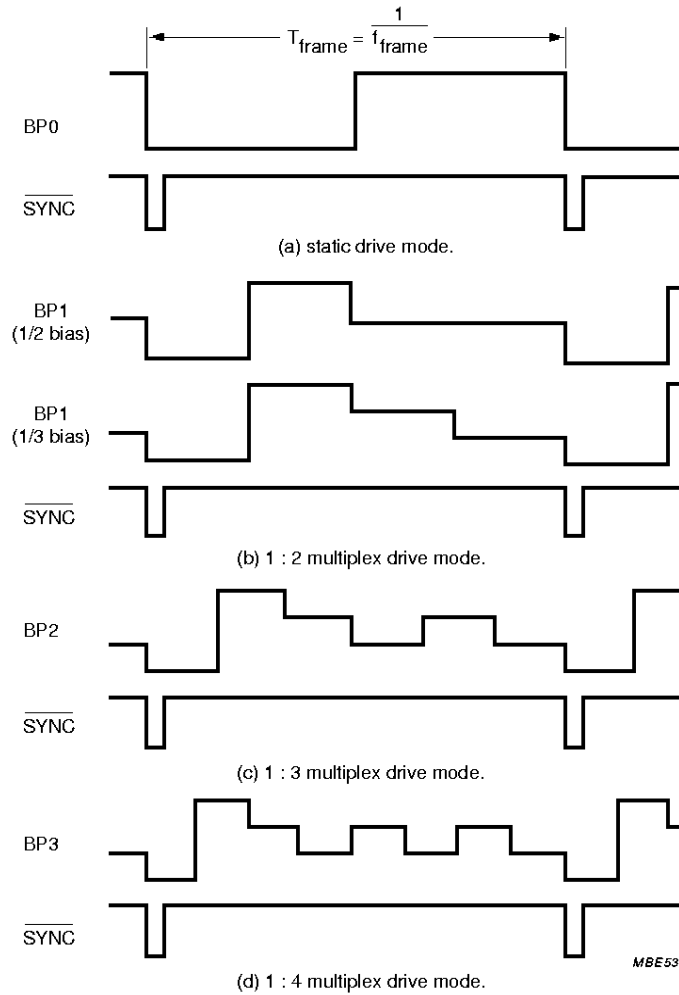 T_frame = 1 / f_frame
BP0
SYNC
(a) static drive mode.
BP1
(1/2 bias)
BP1
(1/3 bias)
SYNC
(b) 1 : 2 multiplex drive mode.
BP2
SYNC
(c) 1 : 3 multiplex drive mode.
BP3
SYNC
MBE53
(d) 1 : 4 multiplex drive mode.